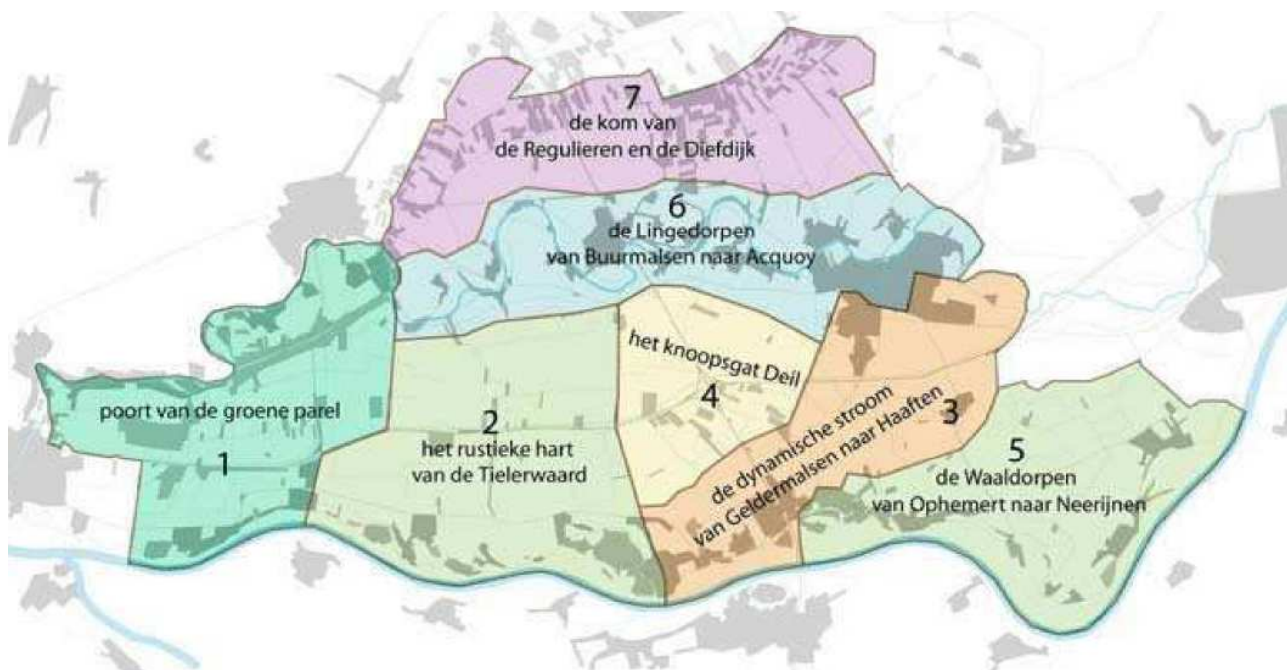 7
de kom van
de Regulieren en de Diefdijk
6
de Lingedorpen
van Buurmalsen naar Acquoy
poort van de groene parel
1
2
het rustieke hart
van de Tielerwaard
het knoopsgat Deil
4
3
de dynamische stroom
van Geldermalsen naar Haaften
5
de Waaldorpen
van Ophemert naar Neerijnen